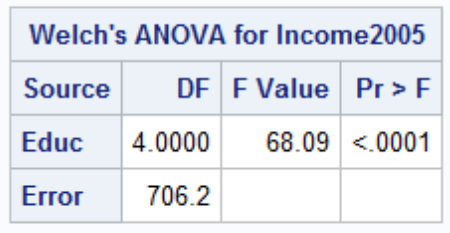 Welch's ANOVA for Income2005
Source DF F Value Pr > F
Educ 4.0000 68.09 <.0001
Error 706.2